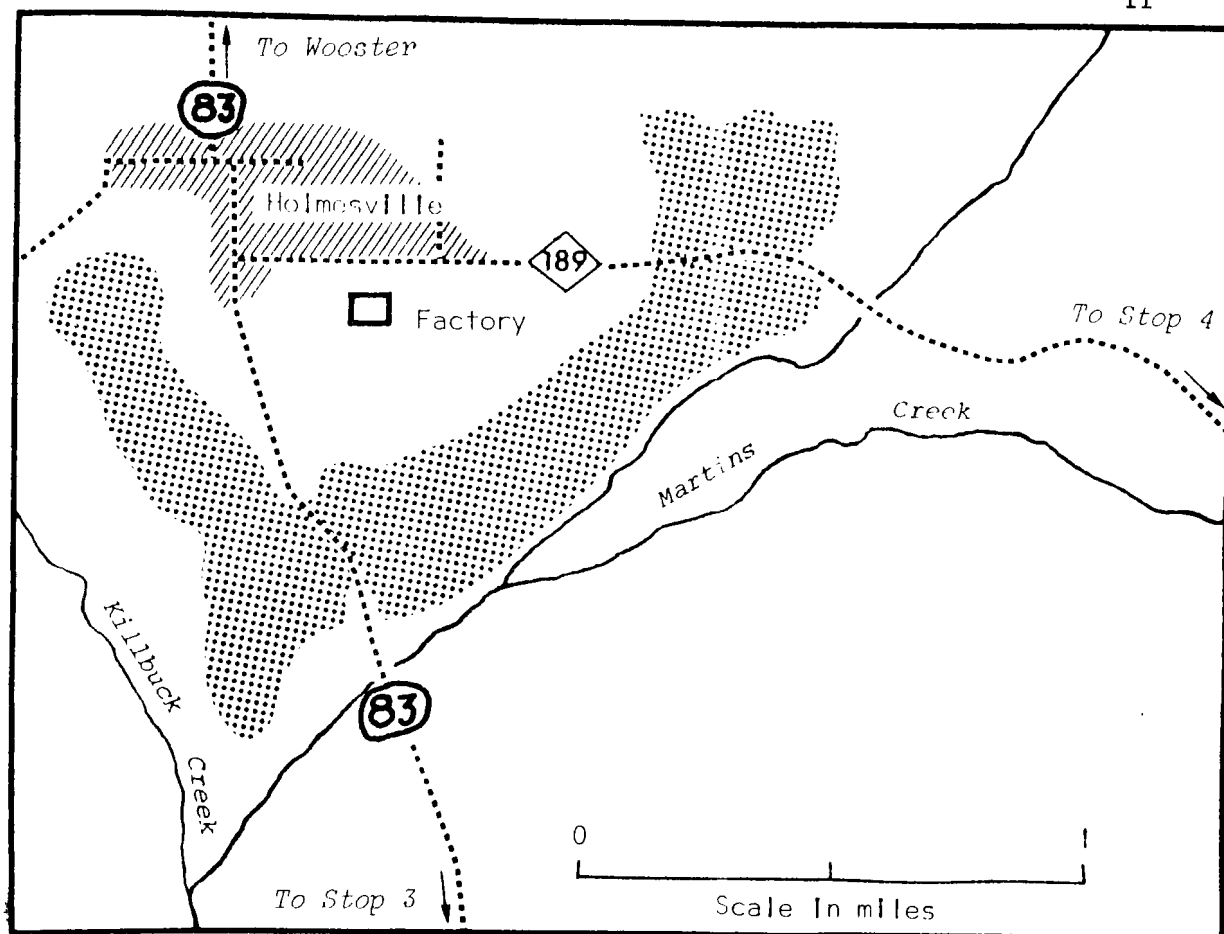 11
To Wooster
83
Holmesville
189
Factory
To Stop 4
Creek
Martins
Killbuck
Creek
83
0 1
To Stop 3
Scale in miles